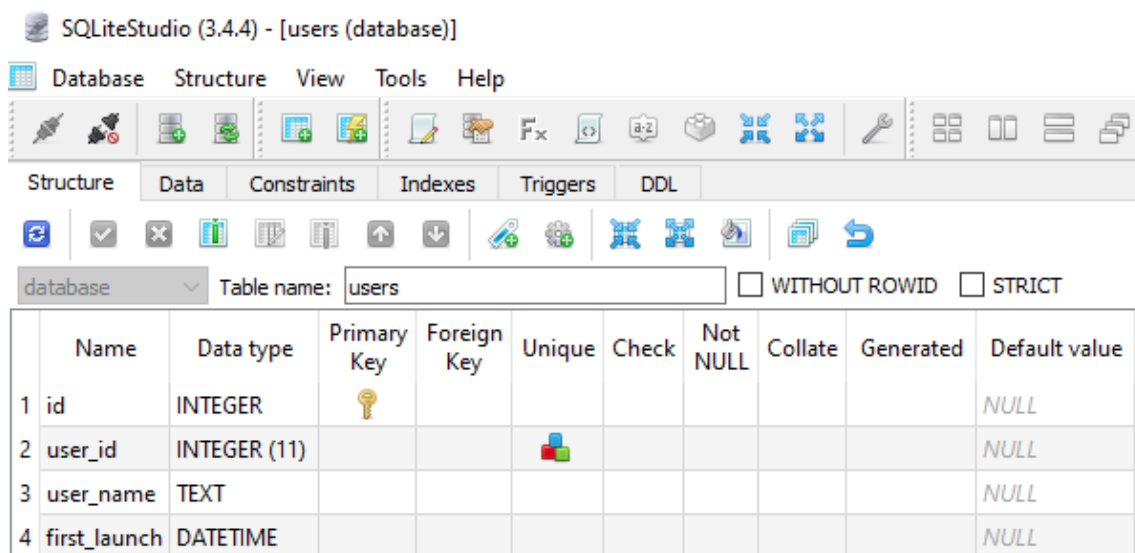 SQLiteStudio (3.4.4) - [users (database)]
Database Structure View Tools Help
Structure Data Constraints Indexes Triggers DDL
database Table name: users WITHOUT ROWID STRICT
Name Data type Primary Key Foreign Key Unique Check Not NULL Collate Generated Default value
1 id INTEGER NULL
2 user_id INTEGER (11) NULL
3 user_name TEXT NULL
4 first_launch DATETIME NULL